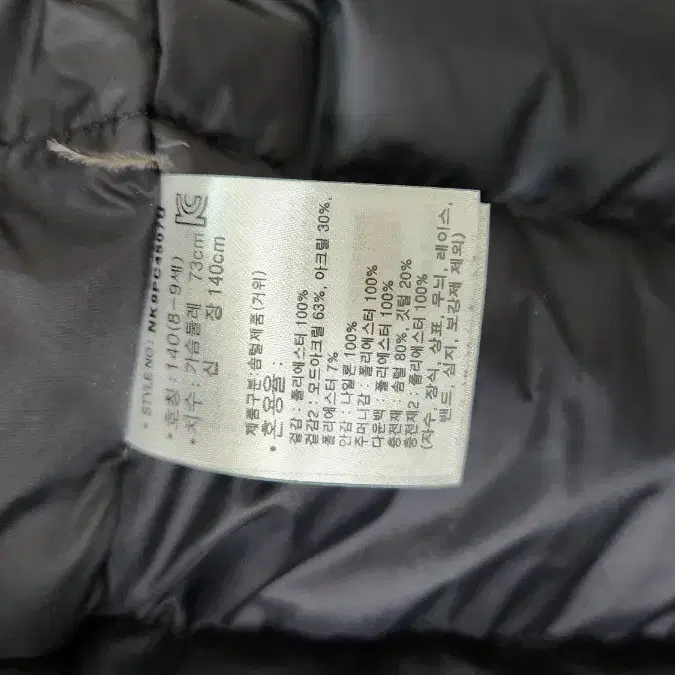 • STYLE NO : NK9PC4S07U
• 호칭 : 140(8-9세)
• 치수 : 가슴둘레 73cm
신 장 140cm
제품구분 솜털제품(거위)
• 혼용율 :
겉감 : 폴리에스터 100%
겉감2 : 모드아크릴 63%, 아크릴 30%,
폴리에스터 7%
안감 : 나일론 100%
주머니감 : 폴리에스터 100%
다운백 : 폴리에스터 100%
충전재 : 솜털 80%, 깃털 20%
충전재2 : 폴리에스터 100%
(자수, 장식, 상표, 무늬, 레이스,
밴드, 심지, 보강제 제외)